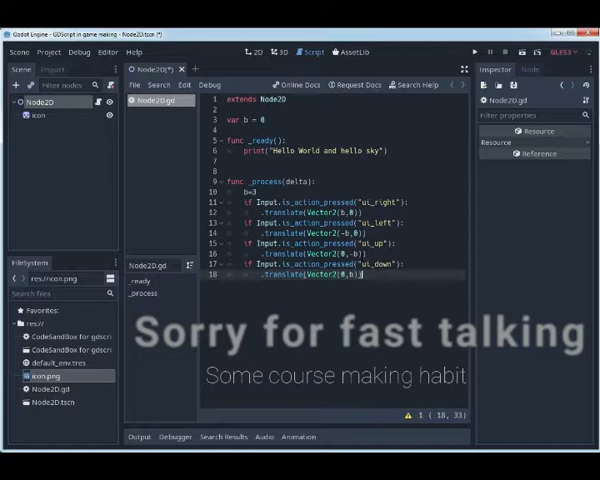 Godot Engine - GDScript in game making - Node2D.tscn (*)
Scene Project Debug Editor Help
2D 3D Script AssetLib
GLES3
Scene Import
Filter nodes
Node2D
icon
FileSystem
res://icon.png
Search files
Favorites:
res://
CodeSandBox for gdscri
CodeSandBox for gdscri
default_env.tres
icon.png
Node2D.gd
Node2D.tscn
Node2D(*)
File Search Edit Debug
Online Docs Request Docs Search Help
Node2D.gd
Node2D.gd
_ready
_process
1 extends Node2D
2
3 var b = 0
4
5 func _ready():
6 print("Hello World and hello sky")
7
8
9 func _process(delta):
10 b=3
11 if Input.is_action_pressed("ui_right"):
12 .translate(Vector2(b,0))
13 if Input.is_action_pressed("ui_left"):
14 .translate(Vector2(-b,0))
15 if Input.is_action_pressed("ui_up"):
16 .translate(Vector2(0,-b))
17 if Input.is_action_pressed("ui_down"):
18 .translate(Vector2(0,b))
Sorry for fast talking
Some course making habit
1 ( 18, 33)
Output Debugger Search Results Audio Animation
Inspector Node
Node2D.gd
Filter properties
Resource
Resource
Reference